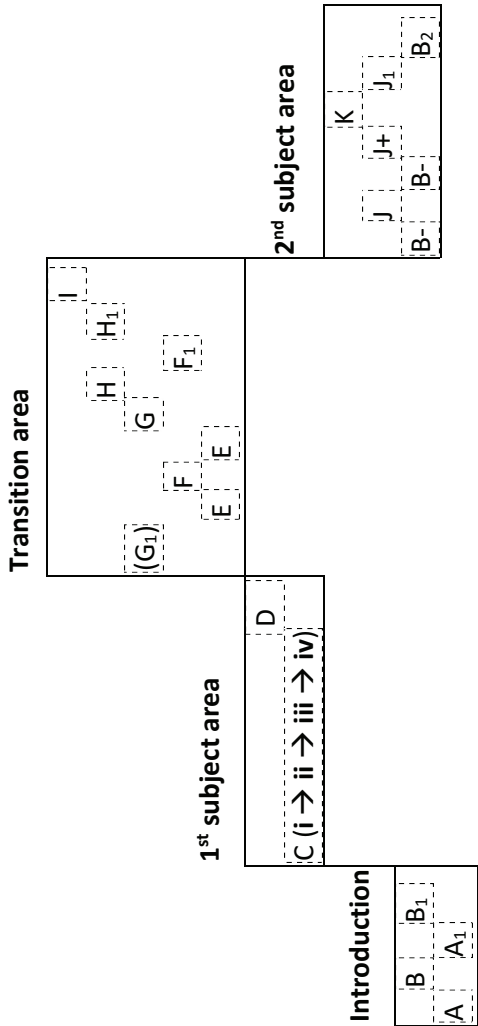 Introduction
B B₁
A A₁
1st subject area
D
C (i → ii → iii → iv)
Transition area
I
H H₁
(G₁) G
F F₁
E E
2nd subject area
K
J J+ J₁
B- B- B₂